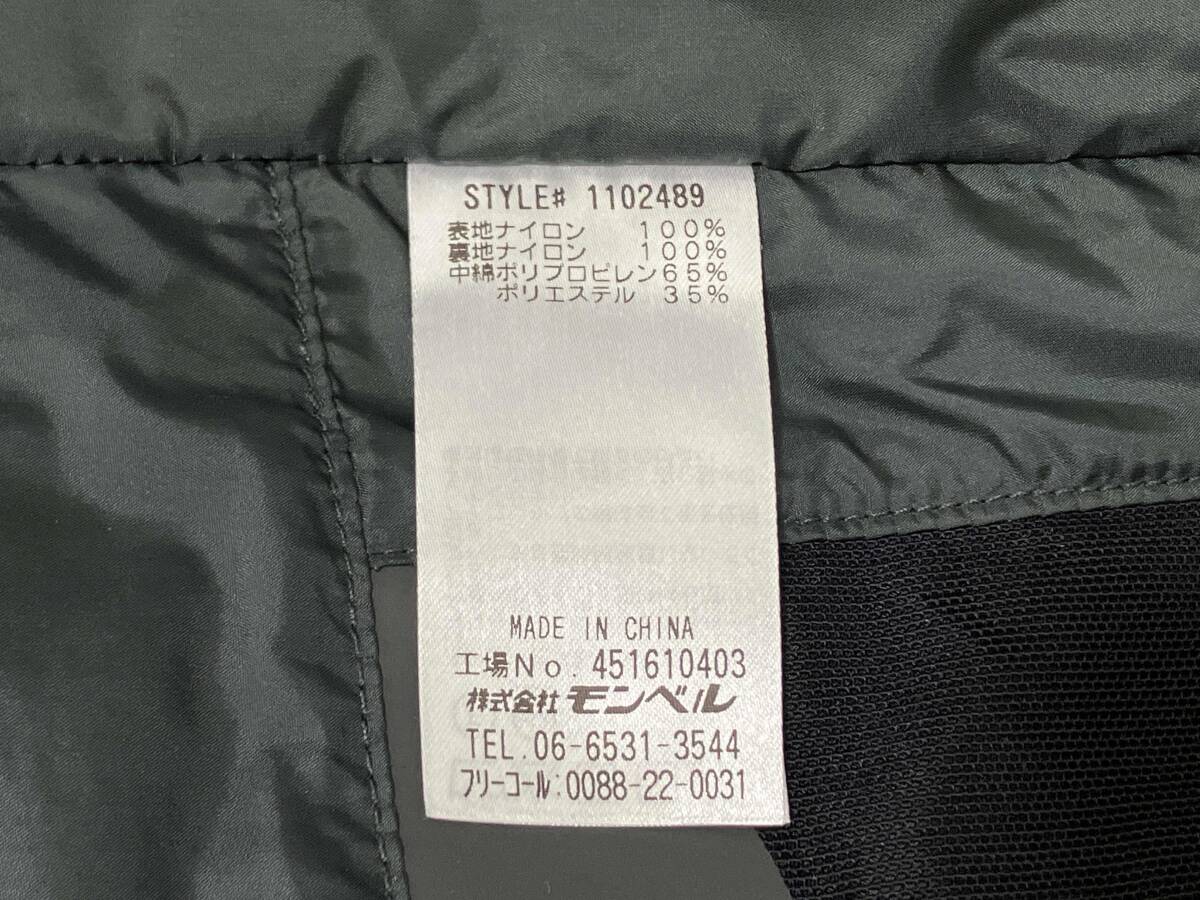 STYLE# 1102489
表地ナイロン 100%
裏地ナイロン 100%
中綿ポリプロピレン65%
ポリエステル 35%
MADE IN CHINA
工場No. 451610403
株式会社モンベル
TEL. 06-6531-3544
フリーコール:0088-22-0031